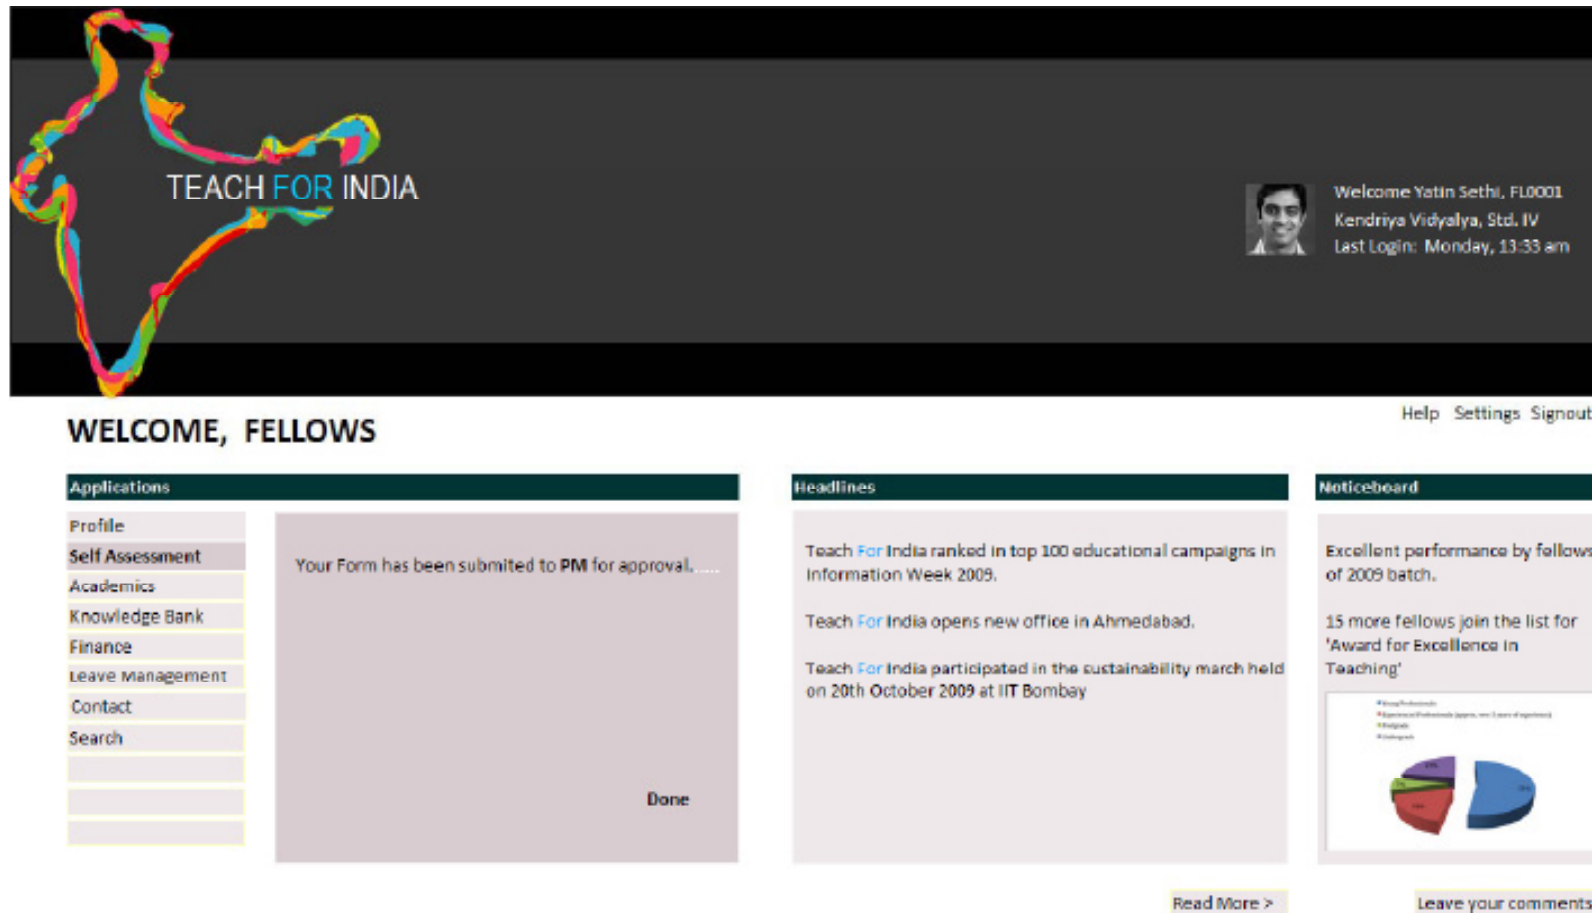 TEACH FOR INDIA
Welcome Yatin Sethi, FL0001
Kendriya Vidyalya, Std. IV
Last Login: Monday, 13:33 am
Help Settings Signout
WELCOME, FELLOWS
Applications
Profile
Self Assessment
Academics
Knowledge Bank
Finance
Leave Management
Contact
Search
Your Form has been submited to PM for approval.......
Done
Headlines
Teach For India ranked in top 100 educational campaigns in
Information Week 2009.
Teach For India opens new office in Ahmedabad.
Teach For India participated in the sustainability march held
on 20th October 2009 at IIT Bombay
Read More >
Noticeboard
Excellent performance by fellows
of 2009 batch.
15 more fellows join the list for
'Award for Excellence in
Teaching'
Leave your comments